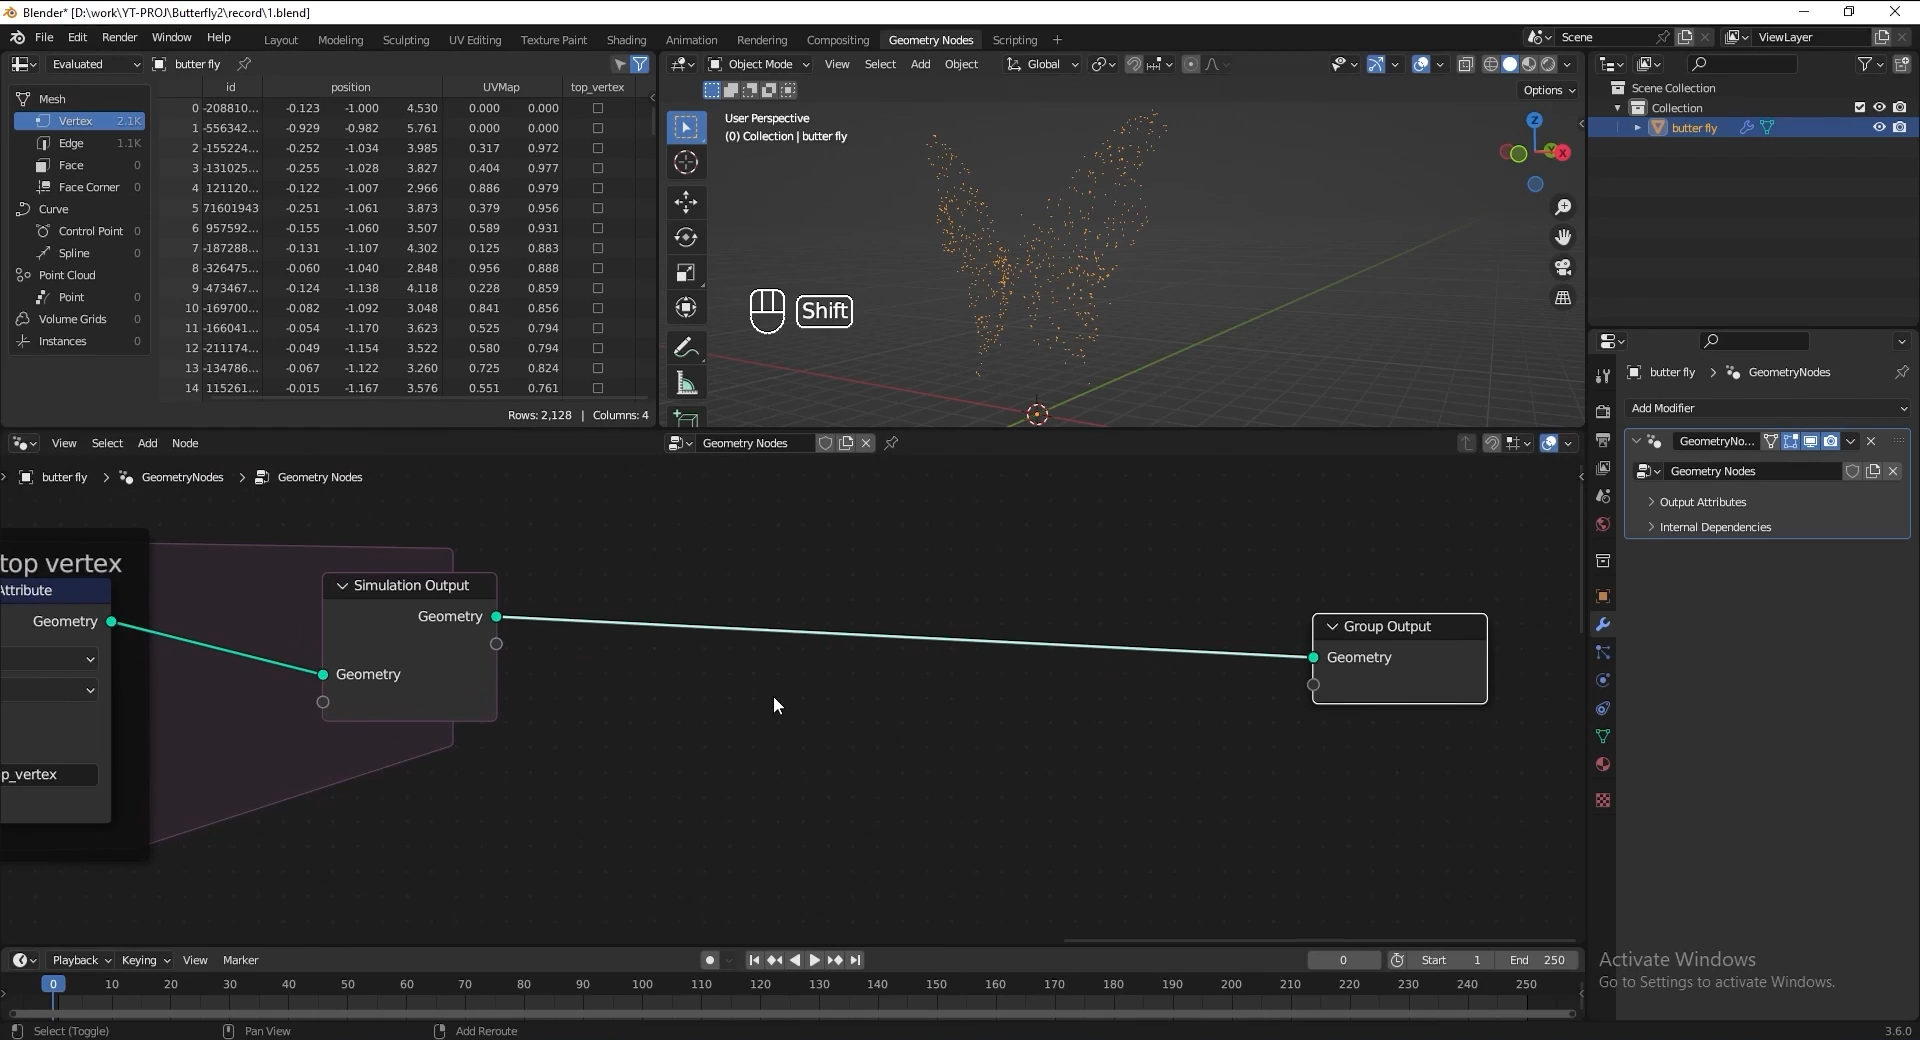 Blender* [D:\work\YT-PROJ\Butterfly2\record\1.blend]
File Edit Render Window Help
Layout Modeling Sculpting UV Editing Texture Paint Shading Animation Rendering Compositing Geometry Nodes Scripting +
Scene
ViewLayer
Evaluated
butter fly
Object Mode
View Select Add Object
Global
Options
Mesh
Vertex 2.1K
Edge 1.1K
Face 0
Face Corner 0
Curve
Control Point 0
Spline 0
Point Cloud
Point 0
Volume Grids 0
Instances 0
id position UVMap top_vertex
0 -208810... -0.123 -1.000 4.530 0.000 0.000
1 -556342... -0.929 -0.982 5.761 0.000 0.000
2 -155224... -0.252 -1.034 3.985 0.317 0.972
3 -131025... -0.255 -1.028 3.827 0.404 0.977
4 121120... -0.122 -1.007 2.966 0.886 0.979
5 71601943 -0.251 -1.061 3.873 0.379 0.956
6 957592... -0.155 -1.060 3.507 0.589 0.931
7 -187288... -0.131 -1.107 4.302 0.125 0.883
8 -326475... -0.060 -1.040 2.848 0.956 0.888
9 -473467... -0.124 -1.138 4.118 0.228 0.859
10 -169700... -0.082 -1.092 3.048 0.841 0.856
11 -166041... -0.054 -1.170 3.623 0.525 0.794
12 -211174... -0.049 -1.154 3.522 0.580 0.794
13 -134786... -0.067 -1.122 3.260 0.725 0.824
14 115261... -0.015 -1.167 3.576 0.551 0.761
Rows: 2,128 | Columns: 4
User Perspective
(0) Collection | butter fly
Z
Y
X
Shift
Scene Collection
Collection
butter fly
butter fly > GeometryNodes
Add Modifier
GeometryNo...
Geometry Nodes
Output Attributes
Internal Dependencies
View Select Add Node
Geometry Nodes
butter fly > GeometryNodes > Geometry Nodes
top vertex
Attribute
Geometry
p_vertex
Simulation Output
Geometry
Geometry
Group Output
Geometry
Playback Keying View Marker
0
Start 1
End 250
0 10 20 30 40 50 60 70 80 90 100 110 120 130 140 150 160 170 180 190 200 210 220 230 240 250
Activate Windows
Go to Settings to activate Windows.
Select (Toggle)
Pan View
Add Reroute
3.6.0